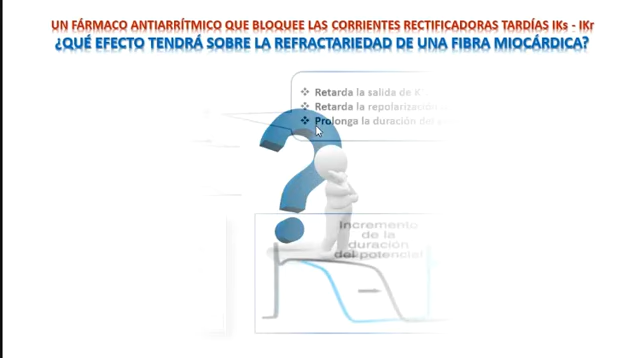 UN FÁRMACO ANTIARRÍTMICO QUE BLOQUEE LAS CORRIENTES RECTIFICADORAS TARDÍAS IKs - IKr
¿QUÉ EFECTO TENDRÁ SOBRE LA REFRACTARIEDAD DE UNA FIBRA MIOCÁRDICA?
❖ Retarda la salida de K
❖ Retarda la repolarización
❖ Prolonga la duración del
?
Incremento
de la
duración
del potencial